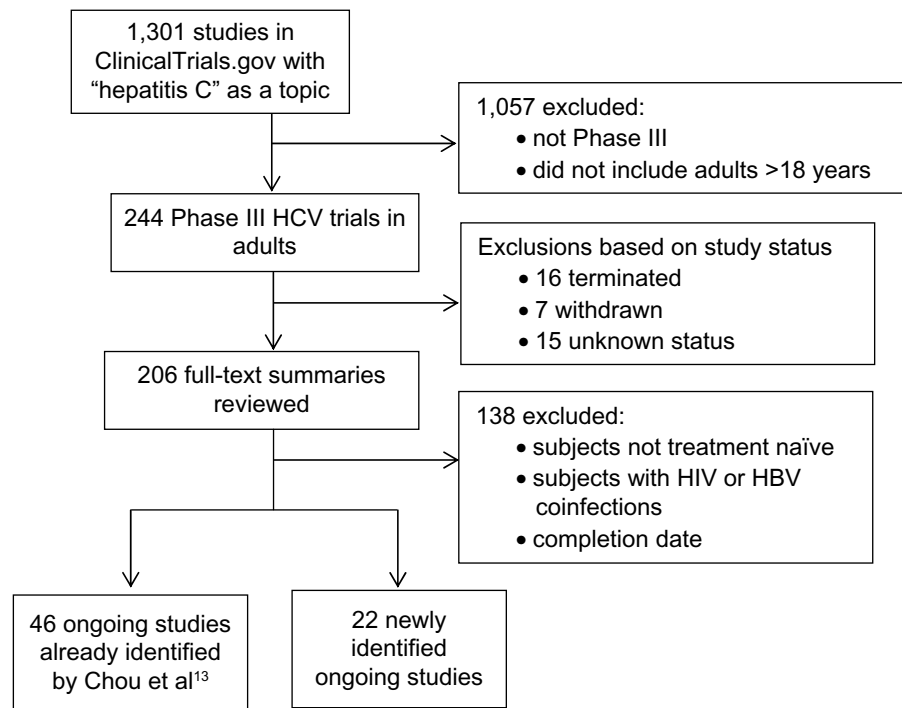 1,301 studies in
ClinicalTrials.gov with
“hepatitis C” as a topic
1,057 excluded:
• not Phase III
• did not include adults >18 years
244 Phase III HCV trials in
adults
Exclusions based on study status
• 16 terminated
• 7 withdrawn
• 15 unknown status
206 full-text summaries
reviewed
138 excluded:
• subjects not treatment naïve
• subjects with HIV or HBV
coinfections
• completion date
46 ongoing studies
already identified
by Chou et al¹³
22 newly
identified
ongoing studies